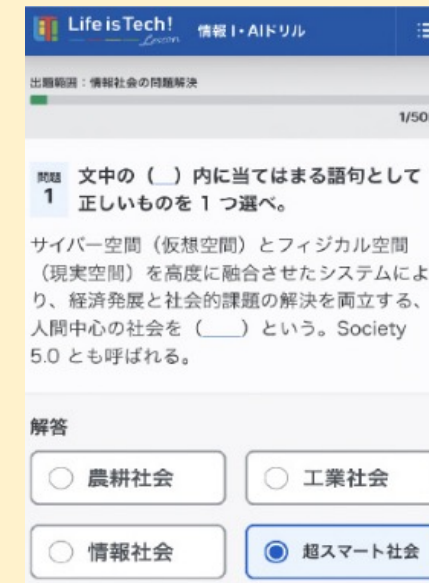 Life is Tech! Lesson 情報 I・AIドリル
出題範囲：情報社会の問題解決
1/50
問題 1
文中の（__）内に当てはまる語句として
正しいものを 1 つ選べ。
サイバー空間（仮想空間）とフィジカル空間
（現実空間）を高度に融合させたシステムによ
り、経済発展と社会的課題の解決を両立する、
人間中心の社会を（___）という。Society
5.0 とも呼ばれる。
解答
農耕社会
工業社会
情報社会
超スマート社会